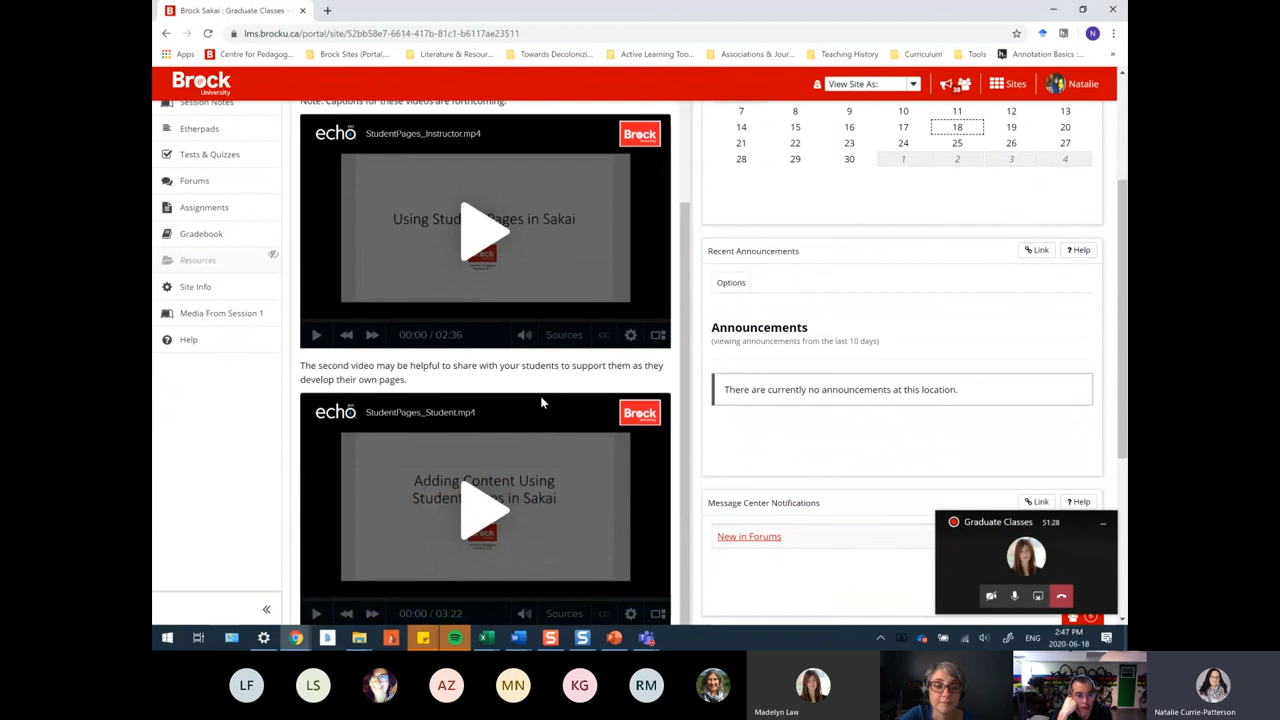 Brock Sakai : Graduate Classes -
lms.brocku.ca/portal/site/52bb58e7-6614-417b-81c1-b6117ae23511
N
Apps
Centre for Pedagog...
Brock Sites (Portal,...
Literature & Resour...
Towards Decolonizi...
Active Learning Too...
Associations & Jour...
Teaching History
Curriculum
Tools
Annotation Basics :...
Brock
University
View Site As:
38
Sites
Natalie
Session Notes
Etherpads
Tests & Quizzes
Forums
Assignments
Gradebook
Resources
Site Info
Media From Session 1
Help
Note: Captions for these videos are forthcoming.
echo
StudentPages_Instructor.mp4
Brock
Using Stud Pages in Sakai
00:00 / 02:36
Sources
CC
The second video may be helpful to share with your students to support them as they
develop their own pages.
echo
StudentPages_Student.mp4
Brock
Adding Content Using
Student Pages in Sakai
00:00 / 03:22
Sources
CC
7 8 9 10 11 12 13
14 15 16 17 18 19 20
21 22 23 24 25 26 27
28 29 30 1 2 3 4
Recent Announcements
Link
? Help
Options
Announcements
(viewing announcements from the last 10 days)
There are currently no announcements at this location.
Message Center Notifications
Link
? Help
New in Forums
Graduate Classes 51:28
ENG
2:47 PM
2020-06-18
LF
LS
AZ
MN
KG
RM
Madelyn Law
Natalie Currie-Patterson